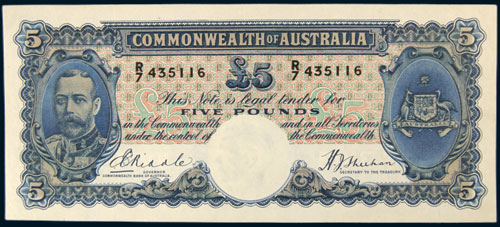 5 COMMONWEALTH OF AUSTRALIA 5
R/7 435116 £5 R/7 435116
This Note is Legal tender for
FIVE POUNDS
in the Commonwealth and in all Territories
under the control of the Commonwealth.
E C Riddle H J Sheehan
GOVERNOR SECRETARY TO THE TREASURY
COMMONWEALTH BANK OF AUSTRALIA
5 5